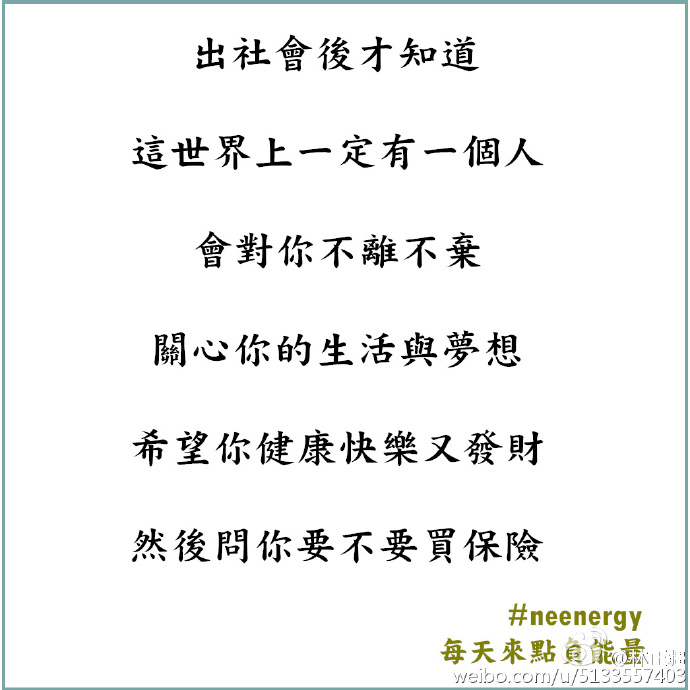 出社會後才知道
這世界上一定有一個人
會對你不離不棄
關心你的生活與夢想
希望你健康快樂又發財
然後問你要不要買保險
#neenergy
每天來點負能量
weibo.com/u/5133557403